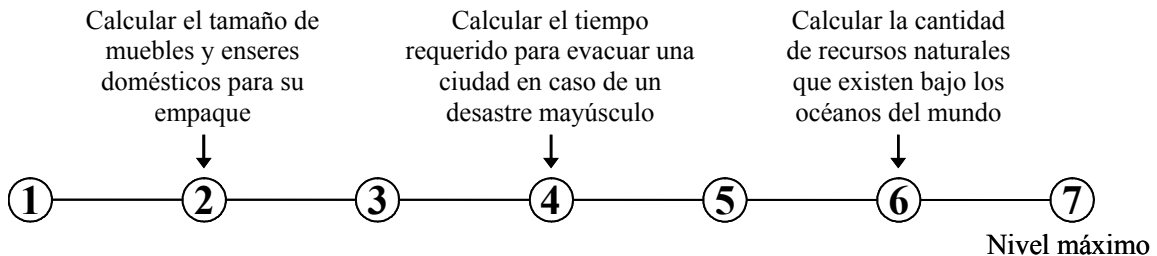 Calcular el tamaño de
muebles y enseres
domésticos para su
empaque
Calcular el tiempo
requerido para evacuar una
ciudad en caso de un
desastre mayúsculo
Calcular la cantidad
de recursos naturales
que existen bajo los
océanos del mundo
1 2 3 4 5 6 7
Nivel máximo